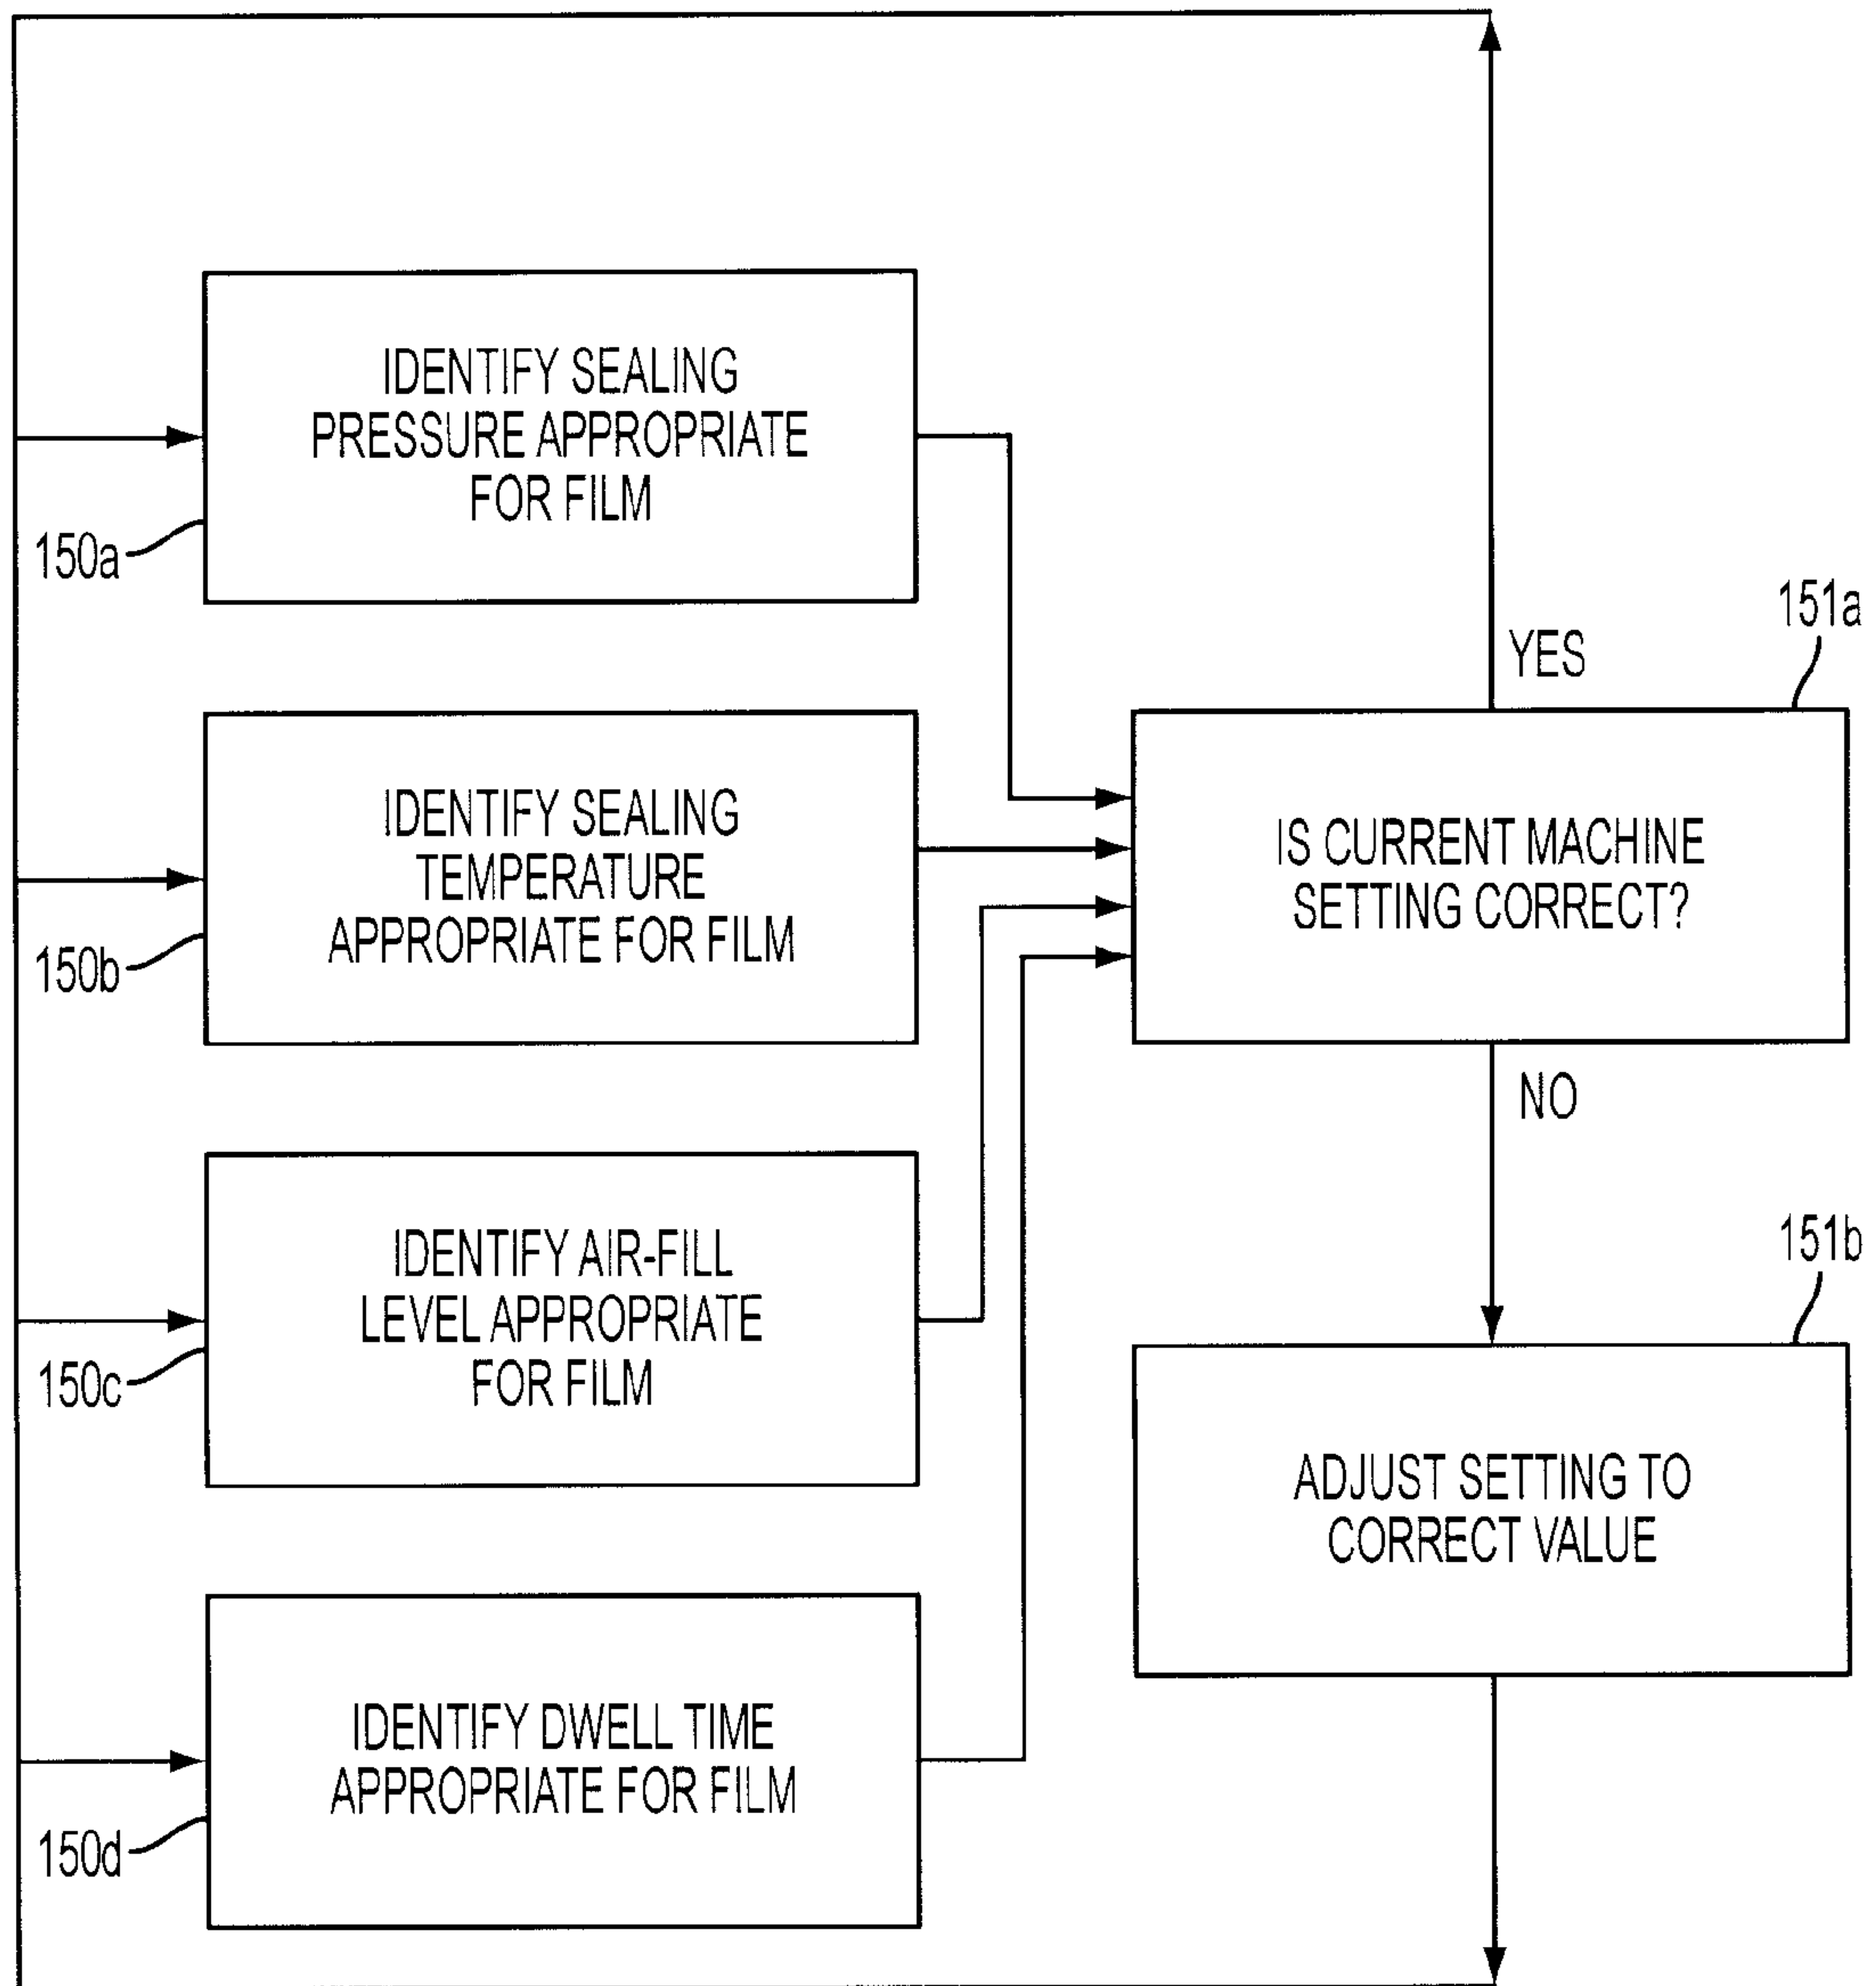 IDENTIFY SEALING
PRESSURE APPROPRIATE
FOR FILM
150a
IDENTIFY SEALING
TEMPERATURE
APPROPRIATE FOR FILM
150b
IDENTIFY AIR-FILL
LEVEL APPROPRIATE
FOR FILM
150c
IDENTIFY DWELL TIME
APPROPRIATE FOR FILM
150d
151a
YES
IS CURRENT MACHINE
SETTING CORRECT?
NO
151b
ADJUST SETTING TO
CORRECT VALUE